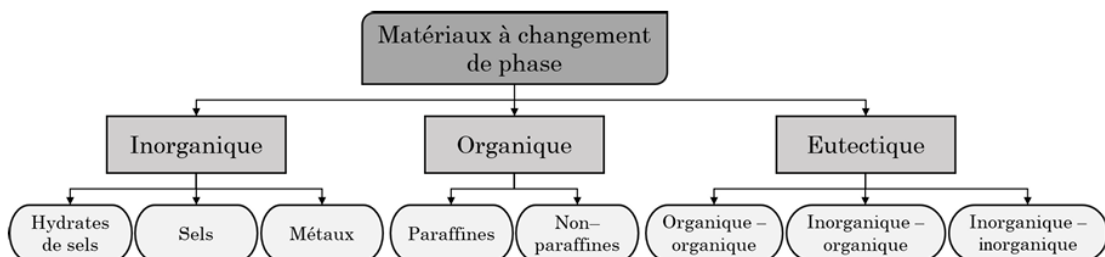 Matériaux à changement
de phase
Inorganique
Organique
Eutectique
Hydrates
de sels
Sels
Métaux
Paraffines
Non–
paraffines
Organique –
organique
Inorganique –
organique
Inorganique –
inorganique